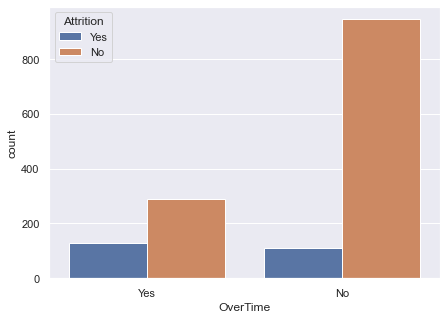 Attrition
Yes
No
800
600
400
200
0
count
Yes
No
OverTime